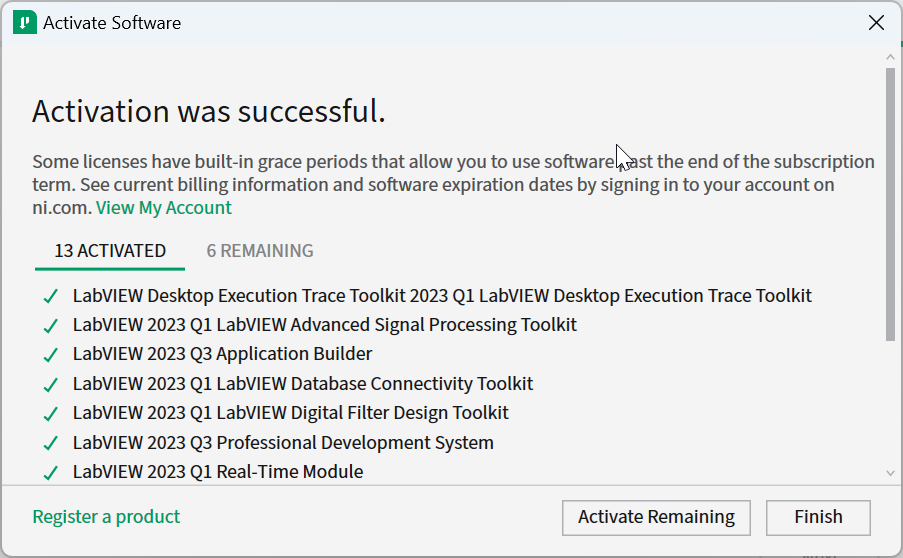 Activate Software
Activation was successful.
Some licenses have built-in grace periods that allow you to use software past the end of the subscription
term. See current billing information and software expiration dates by signing in to your account on
ni.com. View My Account
13 ACTIVATED 6 REMAINING
LabVIEW Desktop Execution Trace Toolkit 2023 Q1 LabVIEW Desktop Execution Trace Toolkit
LabVIEW 2023 Q1 LabVIEW Advanced Signal Processing Toolkit
LabVIEW 2023 Q3 Application Builder
LabVIEW 2023 Q1 LabVIEW Database Connectivity Toolkit
LabVIEW 2023 Q1 LabVIEW Digital Filter Design Toolkit
LabVIEW 2023 Q3 Professional Development System
LabVIEW 2023 Q1 Real-Time Module
Register a product Activate Remaining Finish